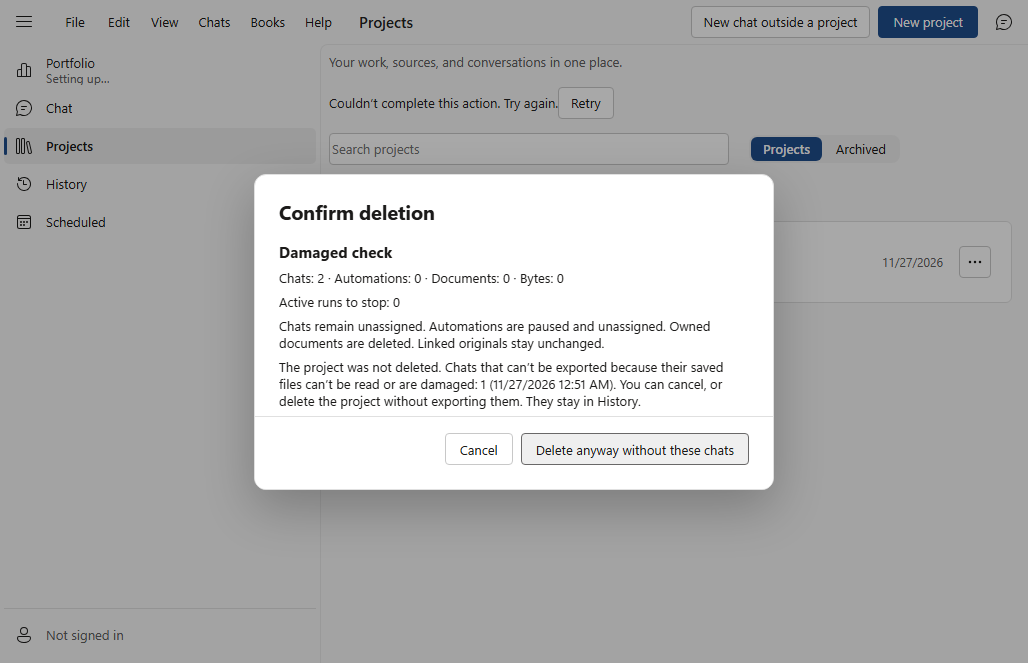 File Edit View Chats Books Help Projects New chat outside a project New project
Portfolio
Setting up...
Chat
Projects
History
Scheduled
Not signed in
Your work, sources, and conversations in one place.
Couldn't complete this action. Try again. Retry
Search projects Projects Archived
11/27/2026
Confirm deletion
Damaged check
Chats: 2 · Automations: 0 · Documents: 0 · Bytes: 0
Active runs to stop: 0
Chats remain unassigned. Automations are paused and unassigned. Owned
documents are deleted. Linked originals stay unchanged.
The project was not deleted. Chats that can't be exported because their saved
files can't be read or are damaged: 1 (11/27/2026 12:51 AM). You can cancel, or
delete the project without exporting them. They stay in History.
Cancel Delete anyway without these chats